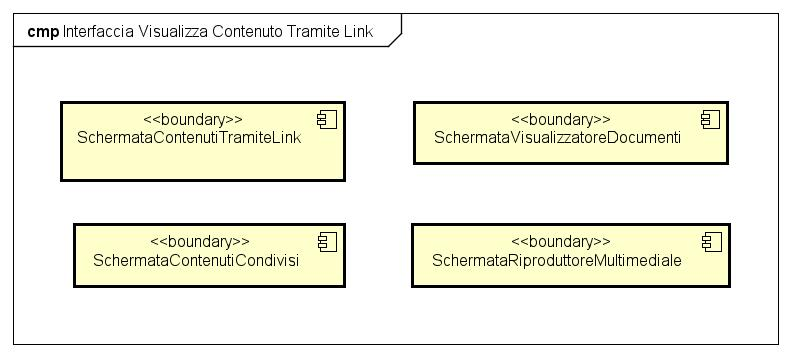 cmp Interfaccia Visualizza Contenuto Tramite Link
<<boundary>>
SchermataContenutiTramiteLink
<<boundary>>
SchermataVisualizzatoreDocumenti
<<boundary>>
SchermataContenutiCondivisi
<<boundary>>
SchermataRiproduttoreMultimediale